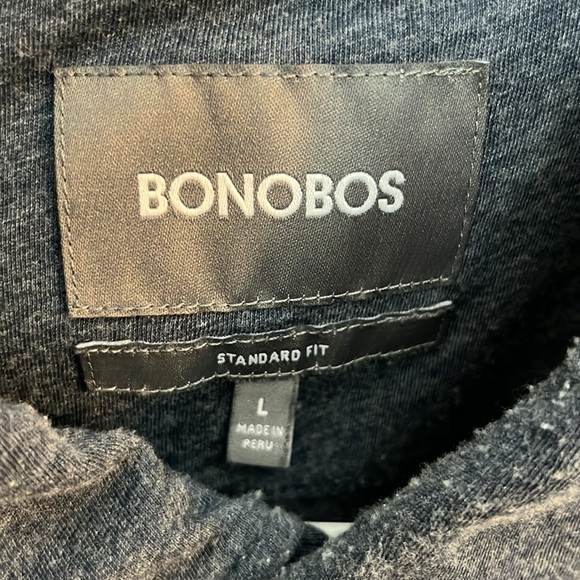 BONOBOS
STANDARD FIT
L
MADE IN
PERU